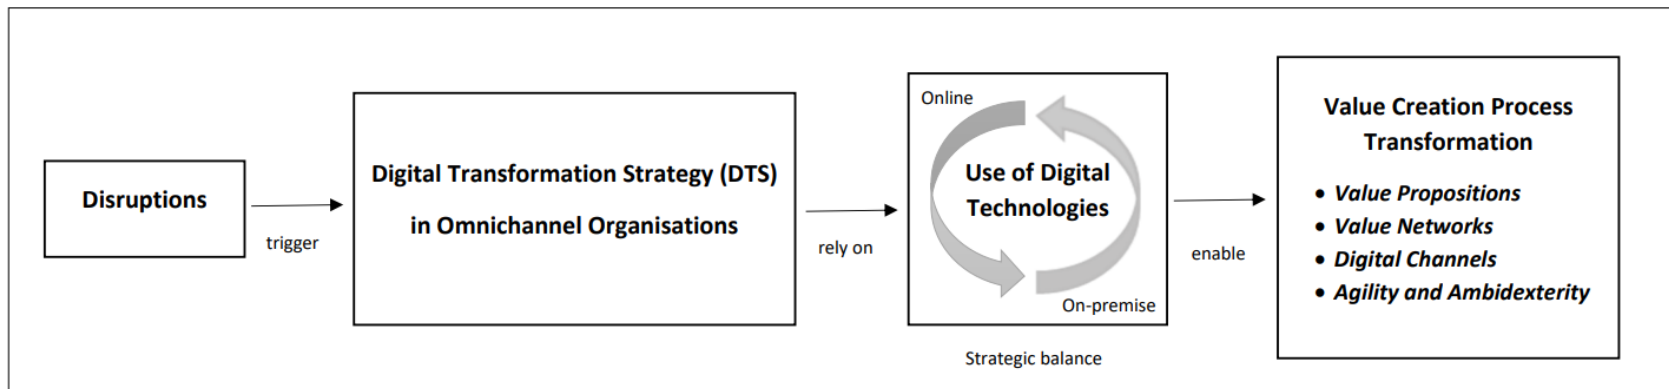 Disruptions
trigger
Digital Transformation Strategy (DTS)
in Omnichannel Organisations
rely on
Online
Use of Digital
Technologies
On-premise
Strategic balance
enable
Value Creation Process
Transformation
• Value Propositions
• Value Networks
• Digital Channels
• Agility and Ambidexterity